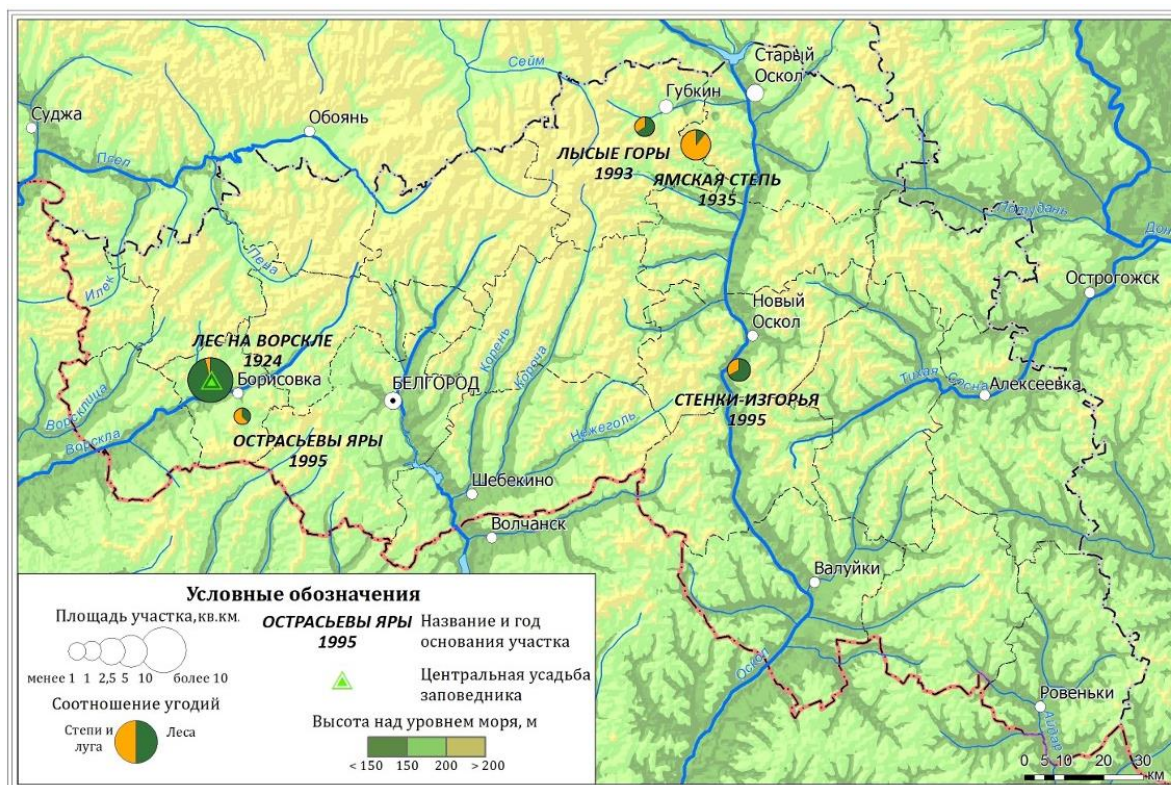 Сейм
Старый
Оскол
Губкин
Суджа
Обоянь
Псел
ЛЫСЫЕ ГОРЫ
1993
ЯМСКАЯ СТЕПЬ
1935
Потудань
Дон
Пена
Илек
Острогожск
Новый
Оскол
ЛЕС НА ВОРСКЛЕ
1924
Борисовка
Корень
Короча
БЕЛГОРОД
Тихая Сосна
Алексеевка
СТЕНКИ-ИЗГОРЬЯ
1995
Ворсклица
Ворскла
ОСТРАСЬЕВЫ ЯРЫ
1995
Нежеголь
Шебекино
Волчанск
Валуйки
Оскол
Ровеньки
Айдар
Условные обозначения
Площадь участка,кв.км.
менее 1 1 2,5 5 10 более 10
Соотношение угодий
Степи и
луга
Леса
ОСТРАСЬЕВЫ ЯРЫ
1995
Название и год
основания участка
Центральная усадьба
заповедника
Высота над уровнем моря, м
< 150 150 200 > 200
0 5 10 20 30
км